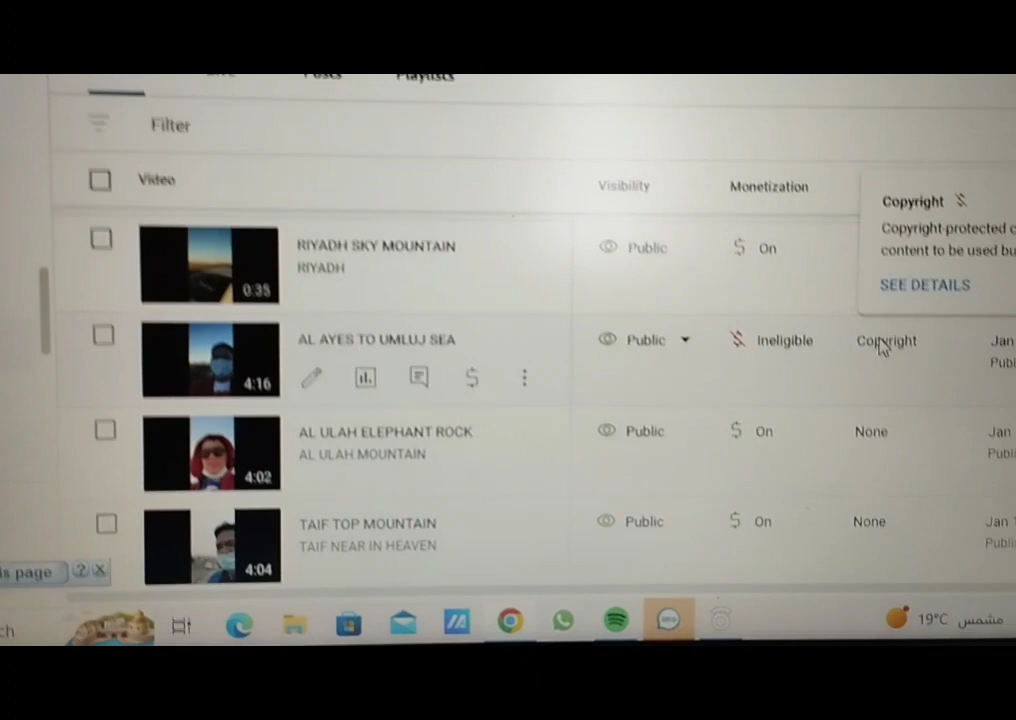 Posts Playlists
Filter
Video Visibility Monetization
Copyright
Copyright-protected
content to be used
SEE DETAILS
RIYADH SKY MOUNTAIN Public On
RIYADH
0:35
AL AYES TO UMLUJ SEA Public Ineligible Copyright Jan
4:16
AL ULAH ELEPHANT ROCK Public On None Jan
AL ULAH MOUNTAIN
4:02
TAIF TOP MOUNTAIN Public On None Jan
TAIF NEAR IN HEAVEN
4:04
page ? X
19°C مشمس